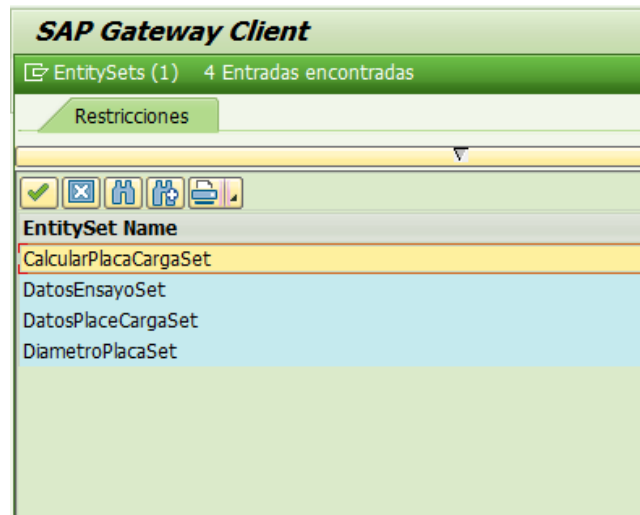 SAP Gateway Client
EntitySets (1) 4 Entradas encontradas
Restricciones
EntitySet Name
CalcularPlacaCargaSet
DatosEnsayoSet
DatosPlaceCargaSet
DiametroPlacaSet